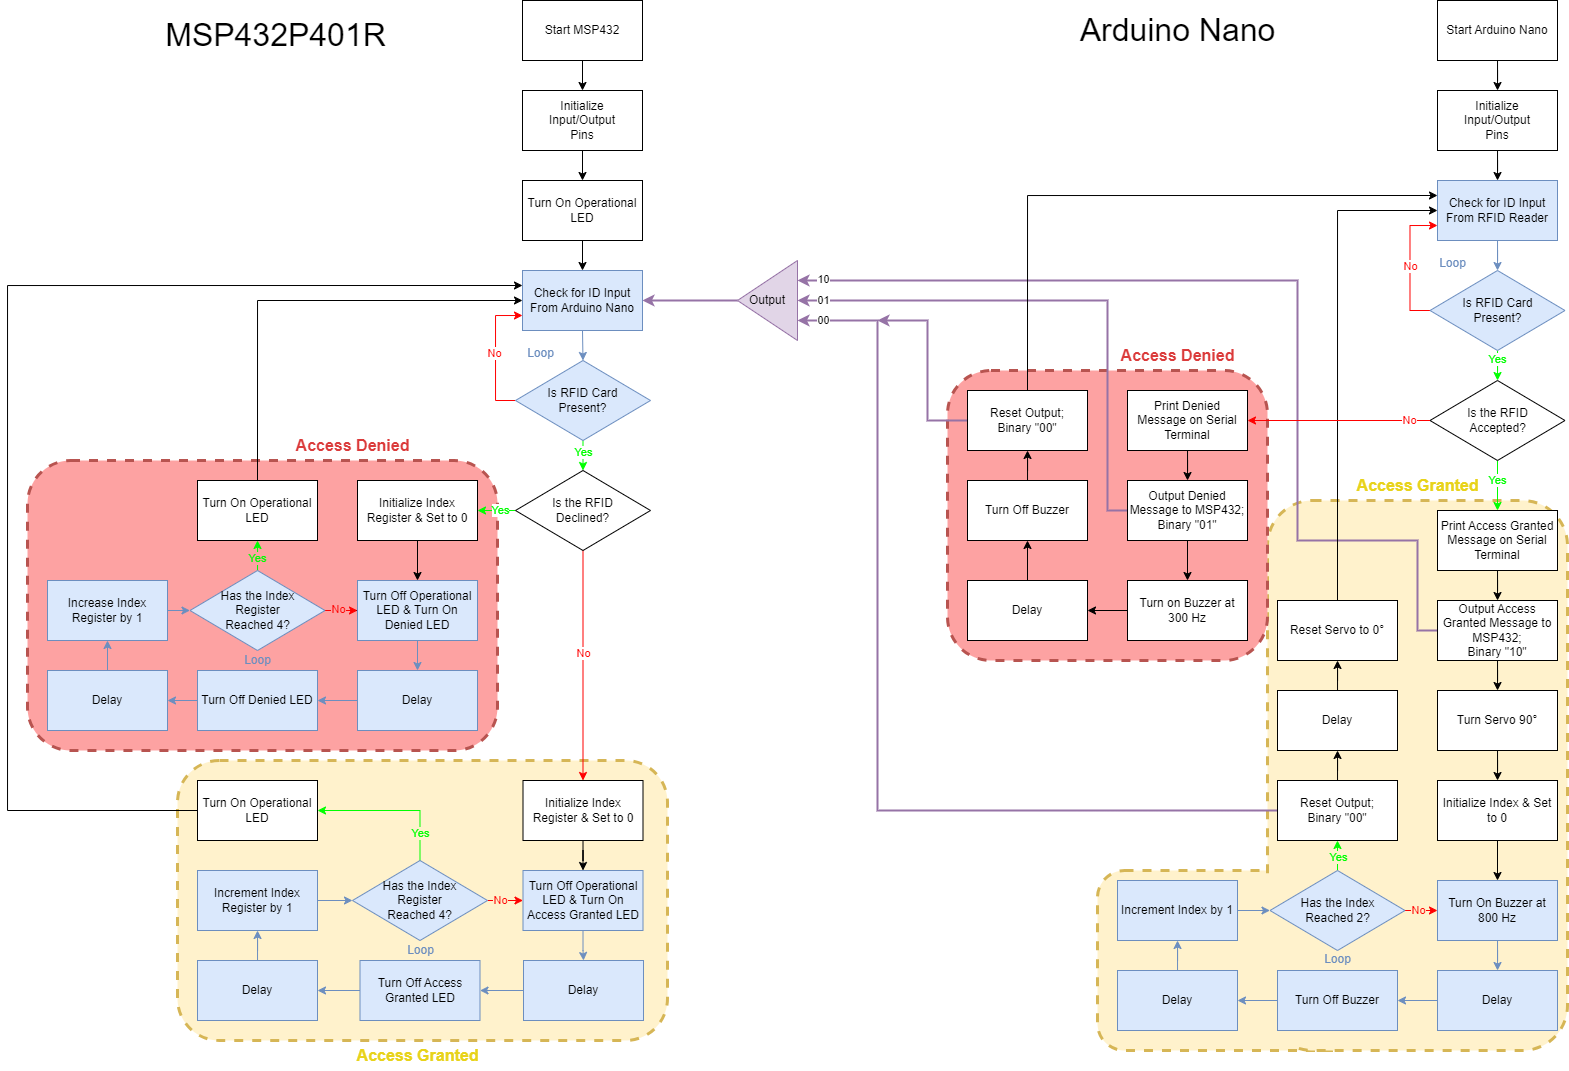 MSP432P401R
Start MSP432
Initialize
Input/Output
Pins
Turn On Operational
LED
Check for ID Input
From Arduino Nano
No
Loop
Is RFID Card
Present?
Yes
Is the RFID
Declined?
Yes
No
Access Denied
Turn On Operational
LED
Initialize Index
Register & Set to 0
Yes
Increase Index
Register by 1
Has the Index
Register
Reached 4?
No
Turn Off Operational
LED & Turn On
Denied LED
Loop
Delay
Turn Off Denied LED
Delay
Turn On Operational
LED
Yes
Initialize Index
Register & Set to 0
Increment Index
Register by 1
Has the Index
Register
Reached 4?
No
Turn Off Operational
LED & Turn On
Access Granted LED
Loop
Delay
Turn Off Access
Granted LED
Delay
Access Granted
Output
10
01
00
Arduino Nano
Start Arduino Nano
Initialize
Input/Output
Pins
Check for ID Input
From RFID Reader
No
Loop
Is RFID Card
Present?
Yes
Is the RFID
Accepted?
No
Yes
Access Denied
Reset Output;
Binary "00"
Print Denied
Message on Serial
Terminal
Turn Off Buzzer
Output Denied
Message to MSP432;
Binary "01"
Delay
Turn on Buzzer at
300 Hz
Access Granted
Print Access Granted
Message on Serial
Terminal
Reset Servo to 0°
Output Access
Granted Message to
MSP432;
Binary "10"
Delay
Turn Servo 90°
Reset Output;
Binary "00"
Initialize Index & Set
to 0
Yes
Increment Index by 1
Has the Index
Reached 2?
No
Turn On Buzzer at
800 Hz
Loop
Delay
Turn Off Buzzer
Delay